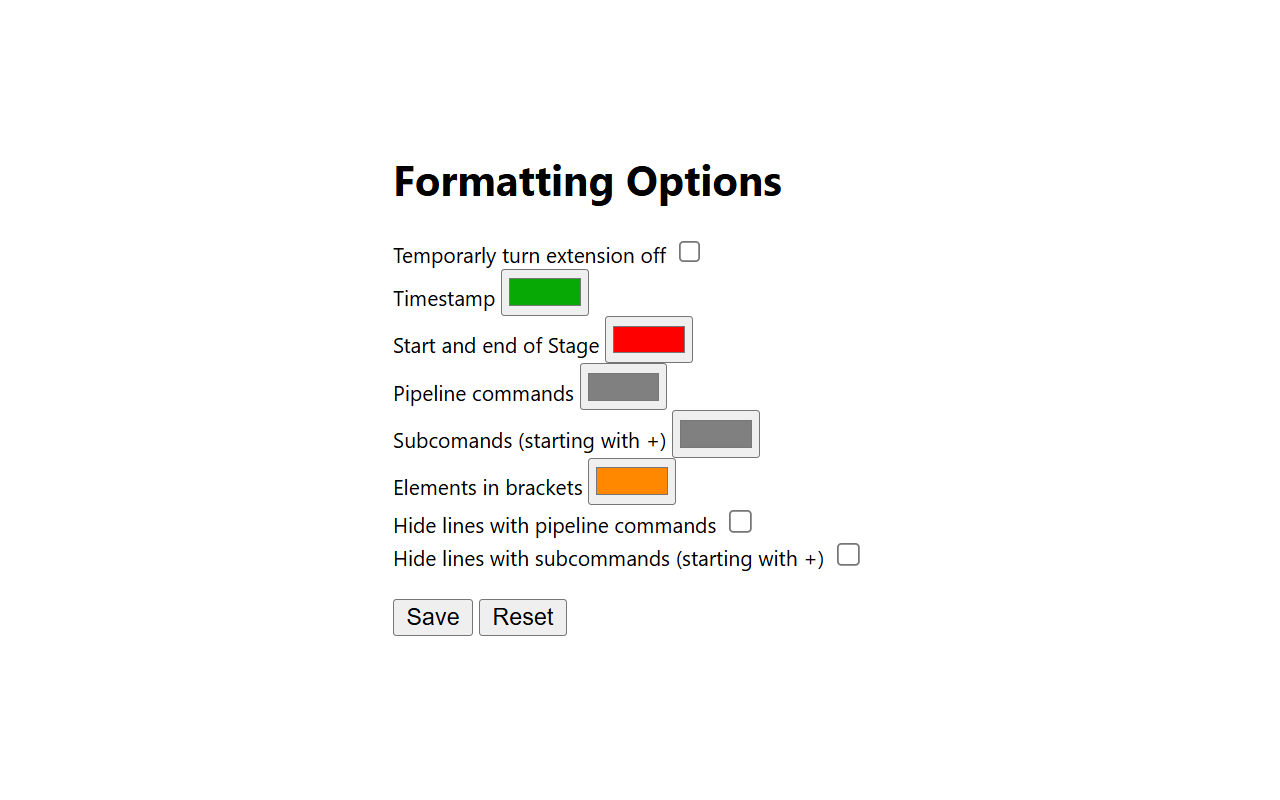 Formatting Options
Temporarly turn extension off
Timestamp
Start and end of Stage
Pipeline commands
Subcomands (starting with +)
Elements in brackets
Hide lines with pipeline commands
Hide lines with subcommands (starting with +)
Save Reset